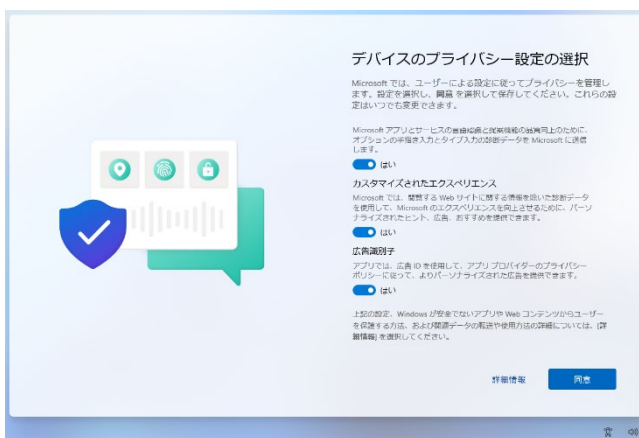 デバイスのプライバシー設定の選択
Microsoft では、ユーザーによる設定に従ってプライバシーを管理し
ます。設定を選択し、同意 を選択して保存してください。これらの設
定はいつでも変更できます。
Microsoft アプリとサービスの言語認識と提案機能の品質向上のために、
オプションの手書き入力とタイプ入力の診断データを Microsoft に送信
します。
はい
カスタマイズされたエクスペリエンス
Microsoft では、閲覧する Web サイトに関する情報を除いた診断データ
を使用して、Microsoft のエクスペリエンスを向上させるために、パーソ
ナライズされたヒント、広告、おすすめを提供できます。
はい
広告識別子
アプリでは、広告 ID を使用して、アプリ プロバイダーのプライバシー
ポリシーに従って、よりパーソナライズされた広告を提供できます。
はい
上記の設定、Windows が安全でないアプリや Web コンテンツからユーザー
を保護する方法、および関連データの転送や使用方法の詳細については、[詳
細情報] を選択してください。
詳細情報
同意